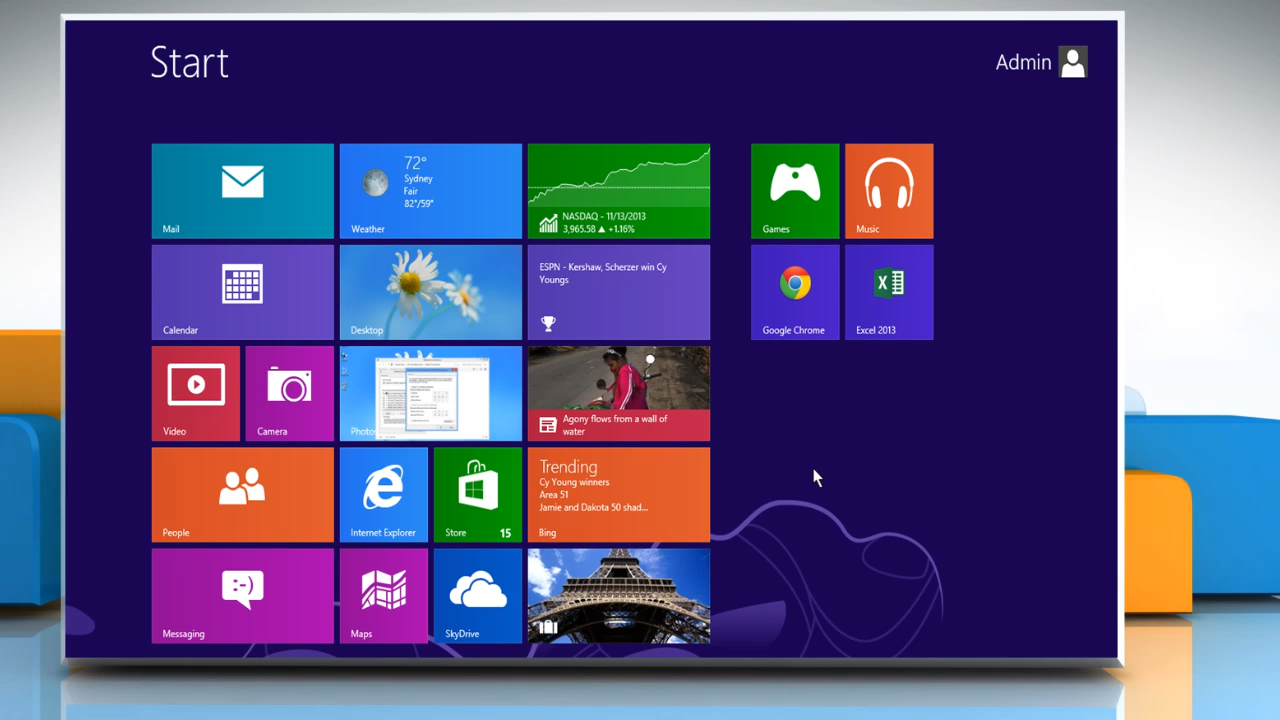 Start
Admin
Mail
72°
Sydney
Fair
82°/59°
Weather
NASDAQ - 11/13/2013
3,965.58 ▲ +1.16%
Games
Music
Calendar
Desktop
ESPN - Kershaw, Scherzer win Cy
Youngs
Google Chrome
Excel 2013
Video
Camera
Photos
Agony flows from a wall of
water
People
Internet Explorer
Store
15
Trending
Cy Young winners
Area 51
Jamie and Dakota 50 shad...
Bing
Messaging
:-)
Maps
SkyDrive